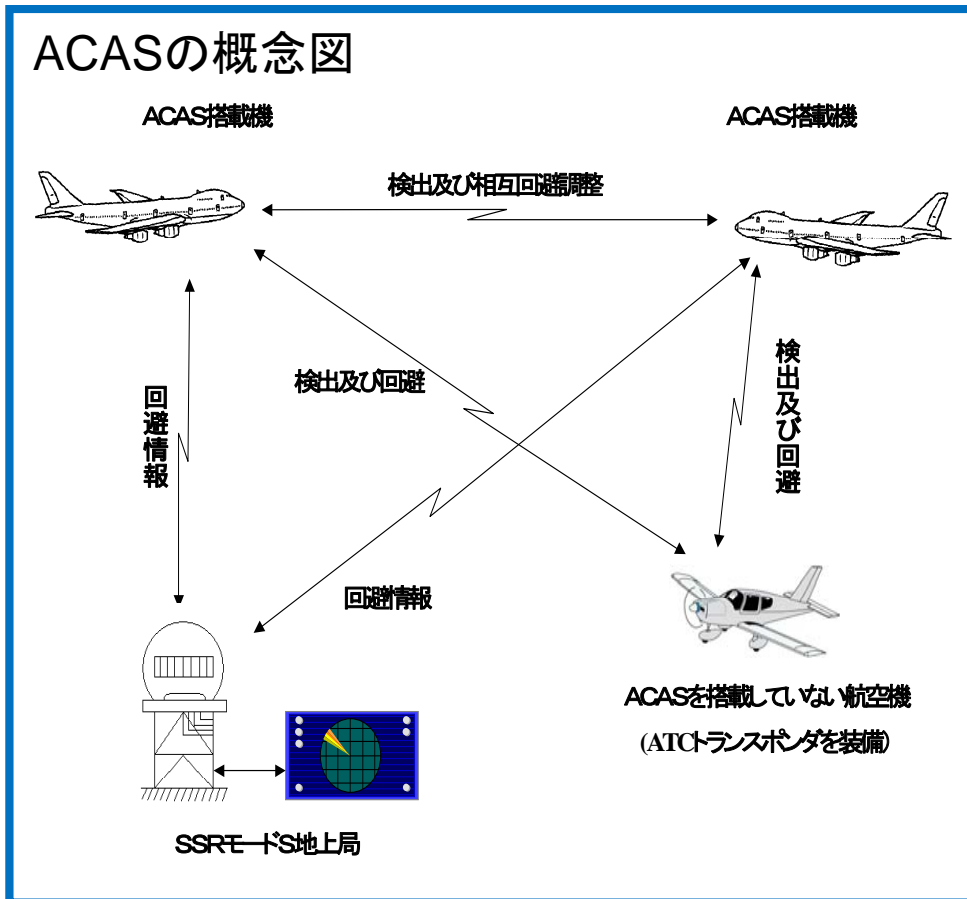 ACASの概念図
ACAS搭載機
ACAS搭載機
検出及び相互回避調整
検出及び回避
検出及び回避
回避情報
回避情報
ACASを搭載していない航空機
(ATCトランスポンダを装備)
SSRモードS地上局